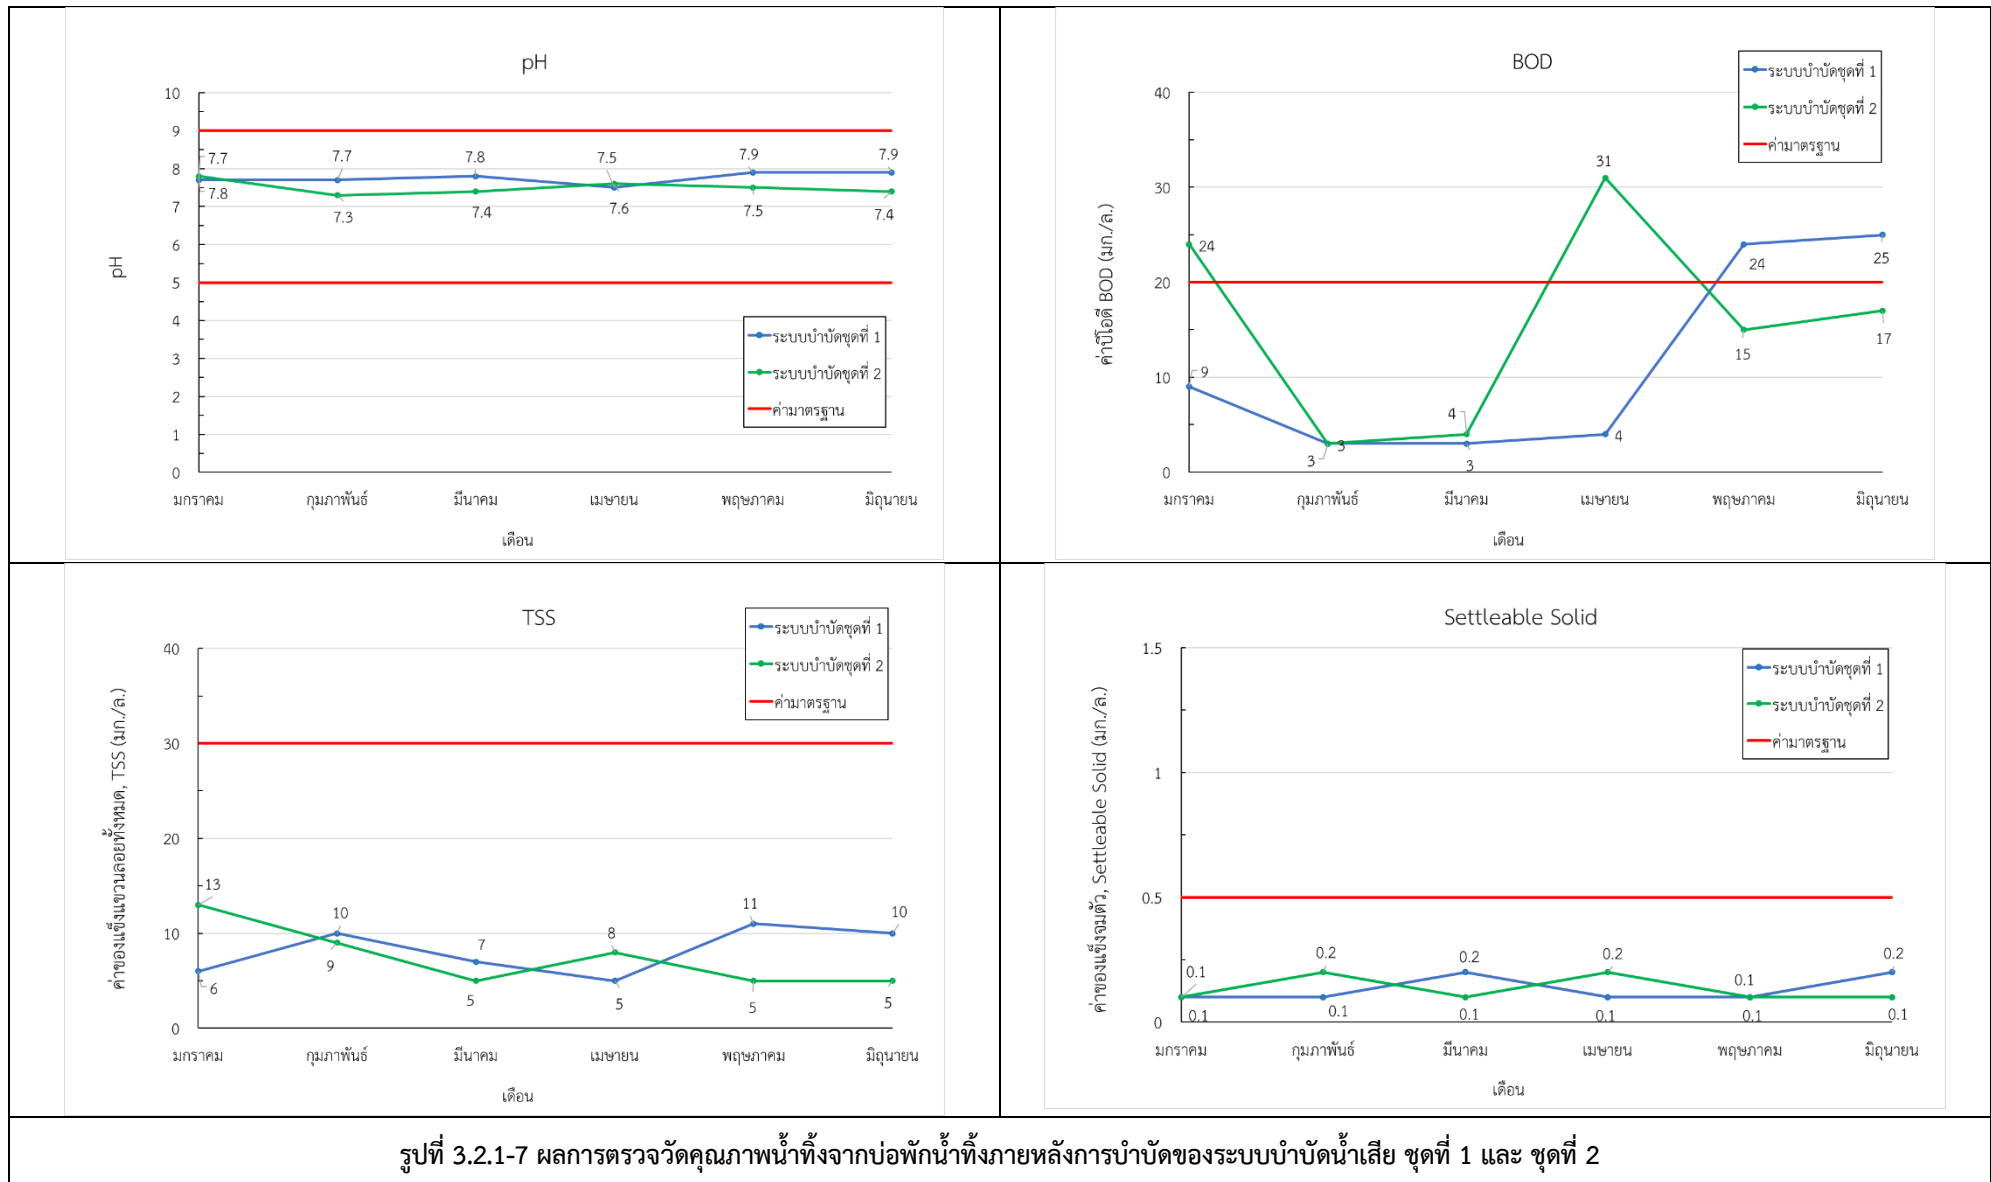 pH
10
9
8
7
6
5
4
3
2
1
0
pH
7.7 7.7 7.8 7.5 7.9 7.9
7.8 7.3 7.4 7.6 7.5 7.4
ระบบบำบัดชุดที่ 1
ระบบบำบัดชุดที่ 2
ค่ามาตรฐาน
มกราคม กุมภาพันธ์ มีนาคม เมษายน พฤษภาคม มิถุนายน
เดือน
BOD
ระบบบำบัดชุดที่ 1
ระบบบำบัดชุดที่ 2
ค่ามาตรฐาน
40
30
20
10
0
ค่าบีโอดี BOD (มก./ล.)
24 3 4 31 15 17
9 3 3 4 24 25
มกราคม กุมภาพันธ์ มีนาคม เมษายน พฤษภาคม มิถุนายน
เดือน
TSS
ระบบบำบัดชุดที่ 1
ระบบบำบัดชุดที่ 2
ค่ามาตรฐาน
40
30
20
10
0
ค่าของแข็งแขวนลอยทั้งหมด, TSS (มก./ล.)
13 10 7 8 11 10
6 9 5 5 5 5
มกราคม กุมภาพันธ์ มีนาคม เมษายน พฤษภาคม มิถุนายน
เดือน
Settleable Solid
ระบบบำบัดชุดที่ 1
ระบบบำบัดชุดที่ 2
ค่ามาตรฐาน
1.5
1
0.5
0
ค่าของแข็งจมตัว, Settleable Solid (มก./ล.)
0.1 0.2 0.2 0.2 0.1 0.2
0.1 0.1 0.1 0.1 0.1 0.1
มกราคม กุมภาพันธ์ มีนาคม เมษายน พฤษภาคม มิถุนายน
เดือน
รูปที่ 3.2.1-7 ผลการตรวจวัดคุณภาพน้ำทิ้งจากบ่อพักน้ำทิ้งภายหลังการบำบัดของระบบบำบัดน้ำเสีย ชุดที่ 1 และ ชุดที่ 2